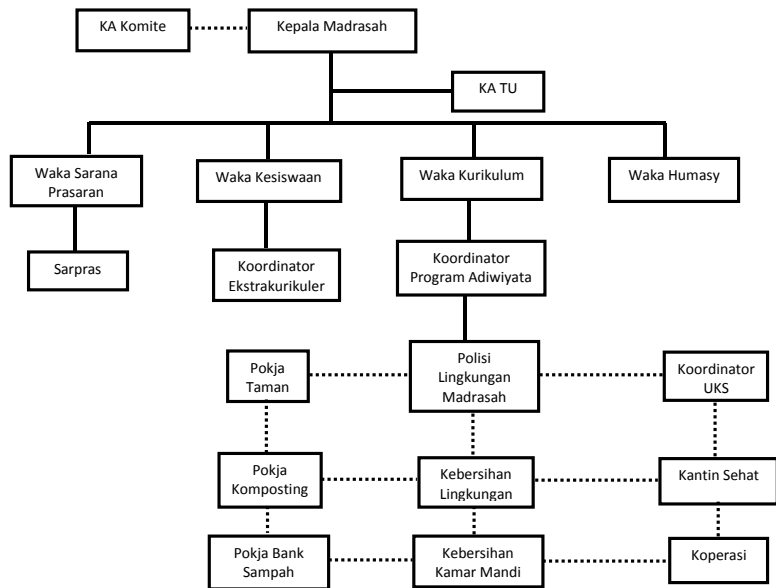 KA Komite
Kepala Madrasah
KA TU
Waka Sarana
Prasaran
Waka Kesiswaan
Waka Kurikulum
Waka Humasy
Sarpras
Koordinator
Ekstrakurikuler
Koordinator
Program Adiwiyata
Pokja
Taman
Polisi
Lingkungan
Madrasah
Koordinator
UKS
Pokja
Komposting
Kebersihan
Lingkungan
Kantin Sehat
Pokja Bank
Sampah
Kebersihan
Kamar Mandi
Koperasi